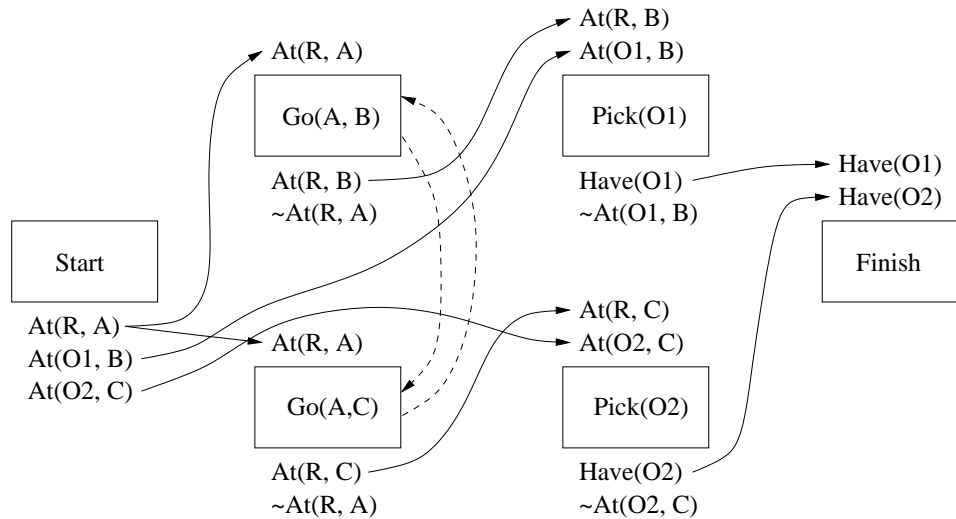 At(R, A)
Go(A, B)
At(R, B)
~At(R, A)
At(R, B)
At(O1, B)
Pick(O1)
Have(O1)
~At(O1, B)
Have(O1)
Have(O2)
Finish
Start
At(R, A)
At(O1, B)
At(O2, C)
At(R, A)
Go(A,C)
At(R, C)
~At(R, A)
At(R, C)
At(O2, C)
Pick(O2)
Have(O2)
~At(O2, C)